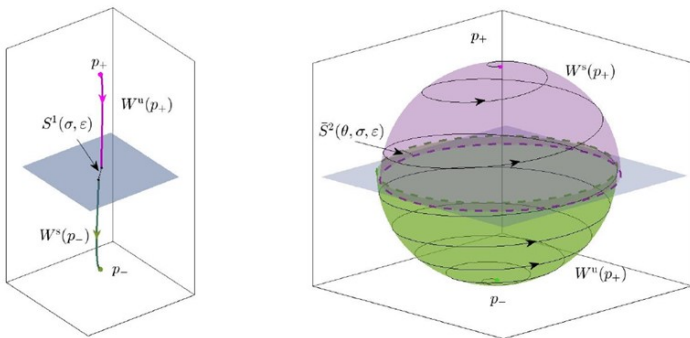 p₊
Wᵘ(p₊)
S¹(σ, ε)
Wˢ(p₋)
p₋
p₊
Wˢ(p₊)
S̄²(θ, σ, ε)
Wᵘ(p₊)
p₋